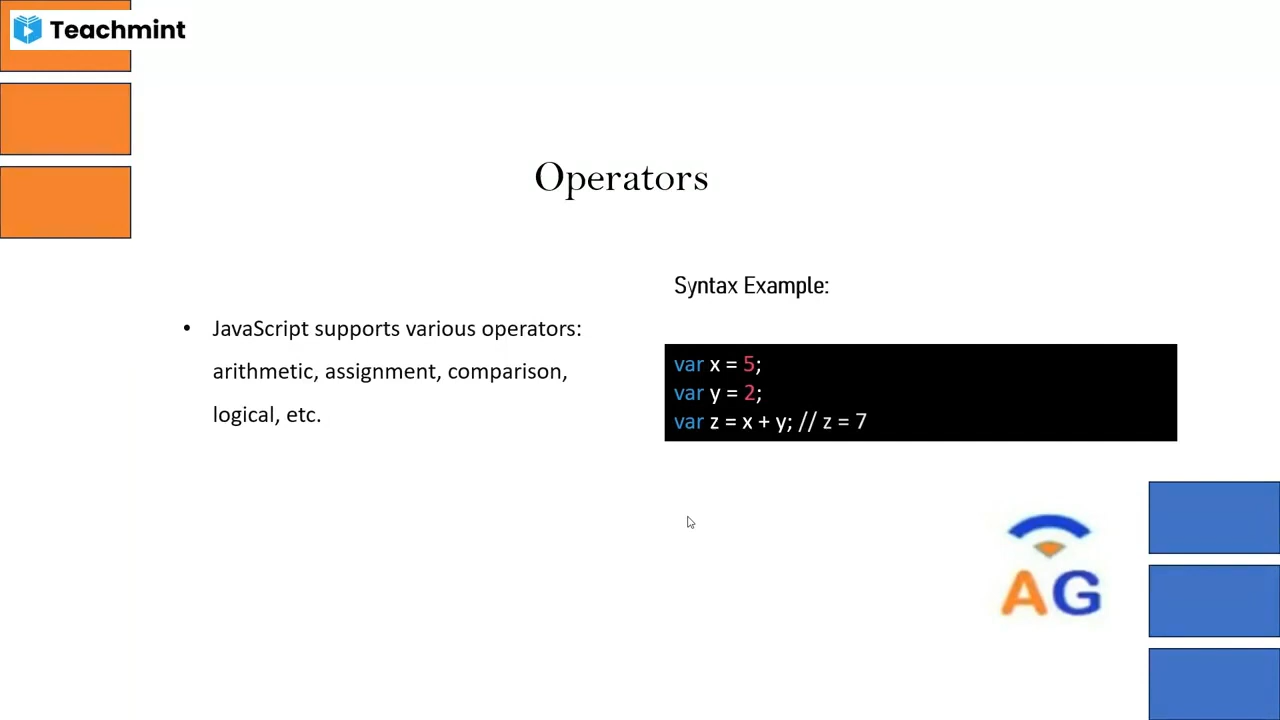 Teachmint
Operators
• JavaScript supports various operators:
arithmetic, assignment, comparison,
logical, etc.
Syntax Example:
var x = 5;
var y = 2;
var z = x + y; // z = 7
AG